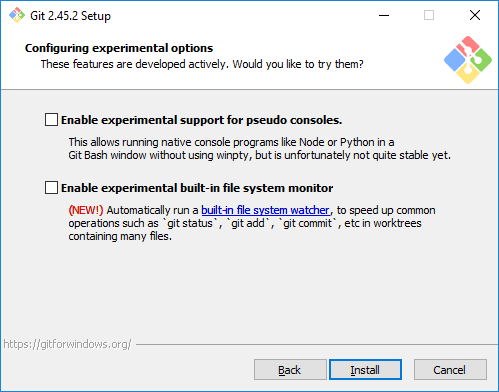 Git 2.45.2 Setup
Configuring experimental options
These features are developed actively. Would you like to try them?
Enable experimental support for pseudo consoles.
This allows running native console programs like Node or Python in a
Git Bash window without using winpty, but is unfortunately not quite stable yet.
Enable experimental built-in file system monitor
(NEW!) Automatically run a built-in file system watcher, to speed up common
operations such as `git status`, `git add`, `git commit`, etc in worktrees
containing many files.
https://gitforwindows.org/
Back Install Cancel